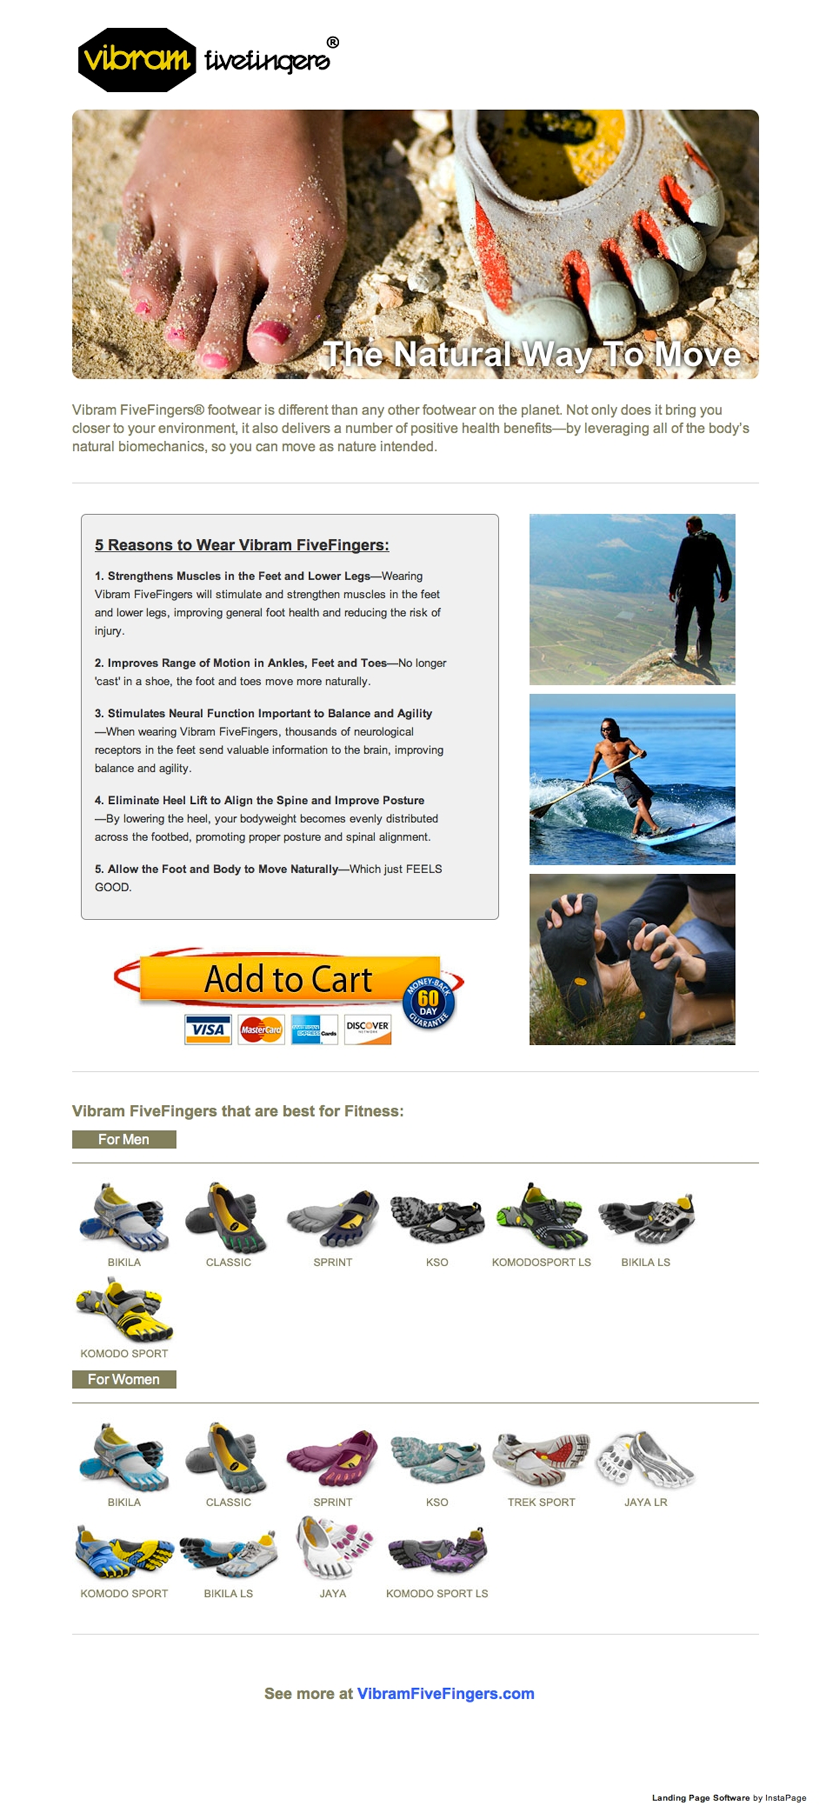 vibram fivefingers®
The Natural Way To Move
Vibram FiveFingers® footwear is different than any other footwear on the planet. Not only does it bring you
closer to your environment, it also delivers a number of positive health benefits—by leveraging all of the body's
natural biomechanics, so you can move as nature intended.
5 Reasons to Wear Vibram FiveFingers:
1. Strengthens Muscles in the Feet and Lower Legs—Wearing
Vibram FiveFingers will stimulate and strengthen muscles in the feet
and lower legs, improving general foot health and reducing the risk of
injury.
2. Improves Range of Motion in Ankles, Feet and Toes—No longer
'cast' in a shoe, the foot and toes move more naturally.
3. Stimulates Neural Function Important to Balance and Agility
—When wearing Vibram FiveFingers, thousands of neurological
receptors in the feet send valuable information to the brain, improving
balance and agility.
4. Eliminate Heel Lift to Align the Spine and Improve Posture
—By lowering the heel, your bodyweight becomes evenly distributed
across the footbed, promoting proper posture and spinal alignment.
5. Allow the Foot and Body to Move Naturally—Which just FEELS
GOOD.
Add to Cart
MONEY-BACK
60
DAY
GUARANTEE
VISA MasterCard AMERICAN EXPRESS Cards DISCOVER NETWORK
Vibram FiveFingers that are best for Fitness:
For Men
BIKILA CLASSIC SPRINT KSO KOMODOSPORT LS BIKILA LS
KOMODO SPORT
For Women
BIKILA CLASSIC SPRINT KSO TREK SPORT JAYA LR
KOMODO SPORT BIKILA LS JAYA KOMODO SPORT LS
See more at VibramFiveFingers.com
Landing Page Software by InstaPage